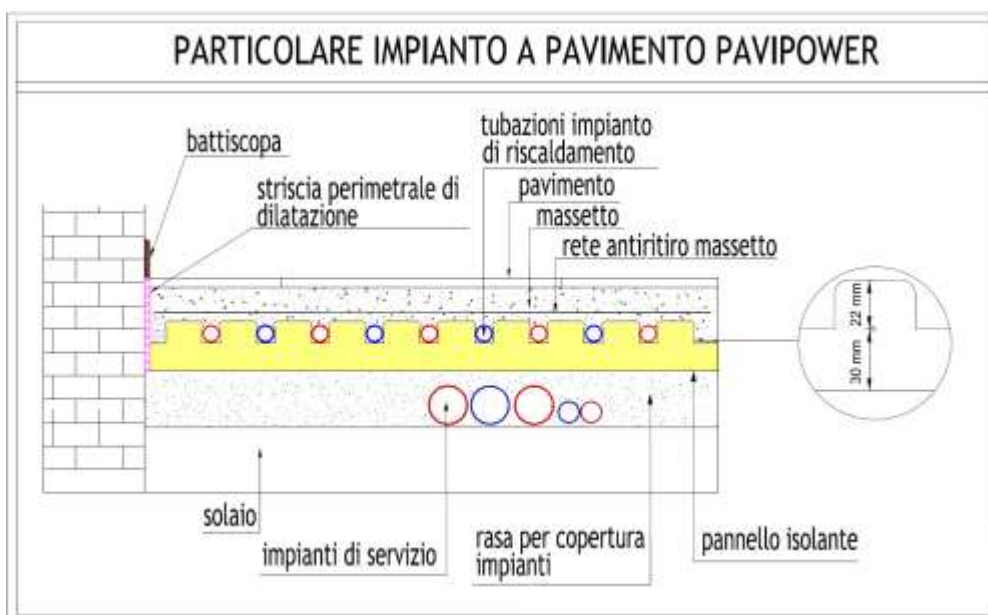 PARTICOLARE IMPIANTO A PAVIMENTO PAVIPOWER
battiscopa
striscia perimetrale di
dilatazione
tubazioni impianto
di riscaldamento
pavimento
massetto
rete antiritiro massetto
22 mm
30 mm
solaio
impianti di servizio
rasa per copertura
impianti
pannello isolante